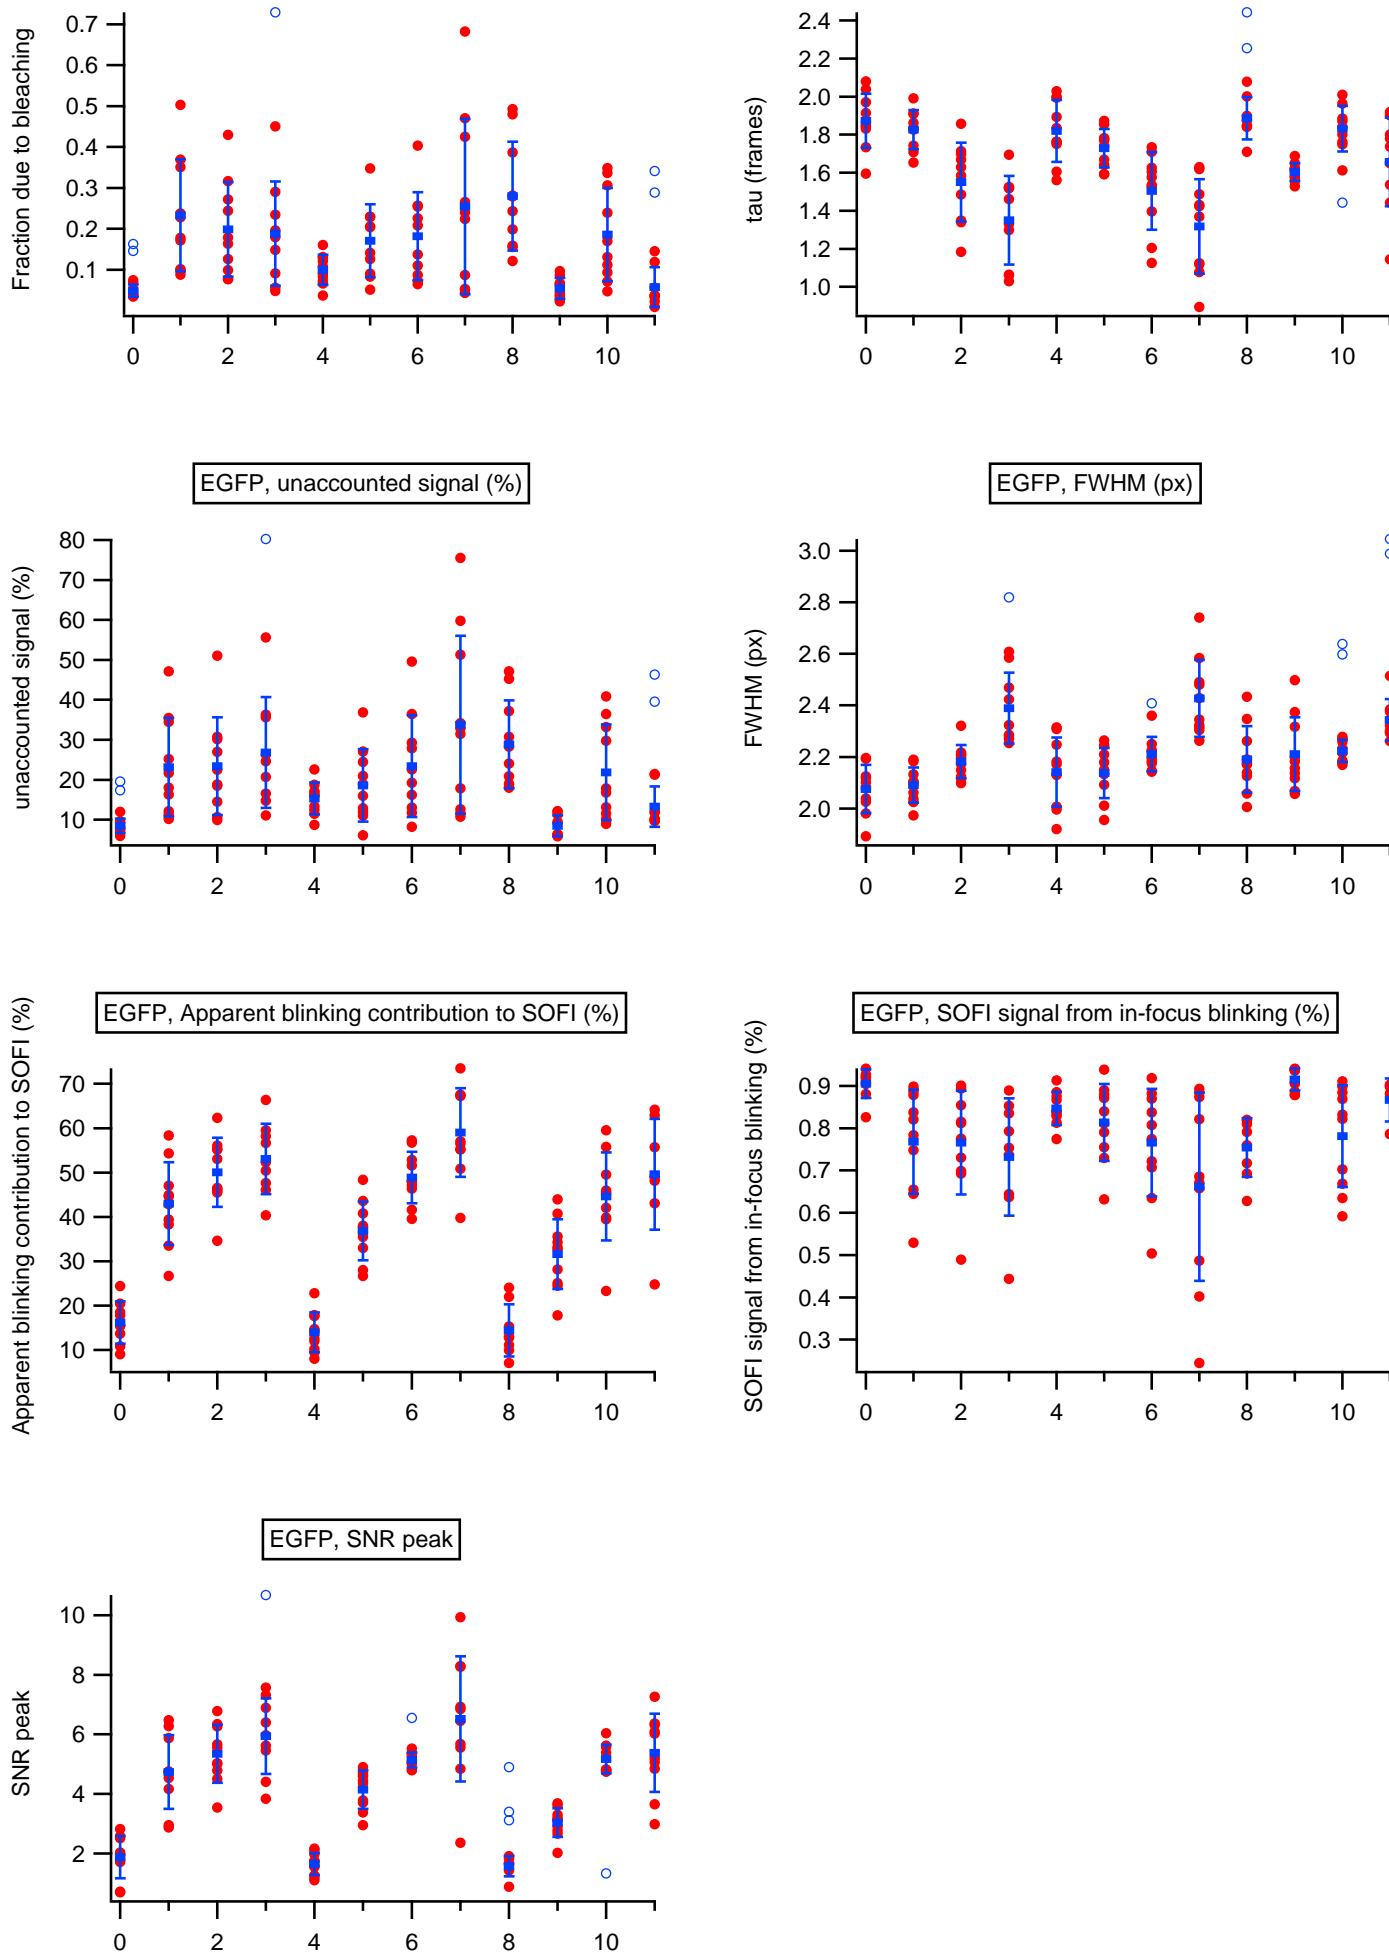 Fraction due to bleaching
0.7
0.6
0.5
0.4
0.3
0.2
0.1
0 2 4 6 8 10
tau (frames)
2.4
2.2
2.0
1.8
1.6
1.4
1.2
1.0
0 2 4 6 8 10
EGFP, unaccounted signal (%)
unaccounted signal (%)
80
70
60
50
40
30
20
10
0 2 4 6 8 10
EGFP, FWHM (px)
FWHM (px)
3.0
2.8
2.6
2.4
2.2
2.0
0 2 4 6 8 10
EGFP, Apparent blinking contribution to SOFI (%)
Apparent blinking contribution to SOFI (%)
70
60
50
40
30
20
10
0 2 4 6 8 10
EGFP, SOFI signal from in-focus blinking (%)
SOFI signal from in-focus blinking (%)
0.9
0.8
0.7
0.6
0.5
0.4
0.3
0 2 4 6 8 10
EGFP, SNR peak
SNR peak
10
8
6
4
2
0 2 4 6 8 10